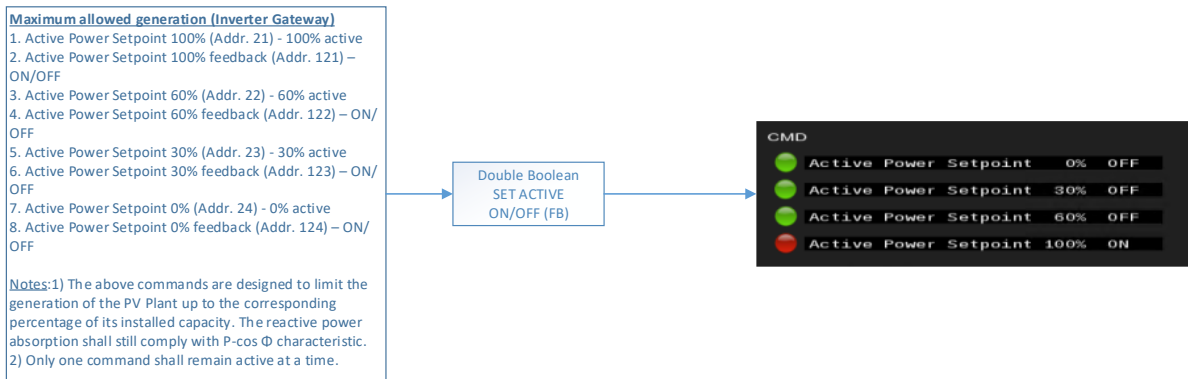 Maximum allowed generation (Inverter Gateway)
1. Active Power Setpoint 100% (Addr. 21) - 100% active
2. Active Power Setpoint 100% feedback (Addr. 121) –
ON/OFF
3. Active Power Setpoint 60% (Addr. 22) - 60% active
4. Active Power Setpoint 60% feedback (Addr. 122) – ON/
OFF
5. Active Power Setpoint 30% (Addr. 23) - 30% active
6. Active Power Setpoint 30% feedback (Addr. 123) – ON/
OFF
7. Active Power Setpoint 0% (Addr. 24) - 0% active
8. Active Power Setpoint 0% feedback (Addr. 124) – ON/
OFF
Notes:1) The above commands are designed to limit the
generation of the PV Plant up to the corresponding
percentage of its installed capacity. The reactive power
absorption shall still comply with P-cos Φ characteristic.
2) Only one command shall remain active at a time.
Double Boolean
SET ACTIVE
ON/OFF (FB)
CMD
Active Power Setpoint 0% OFF
Active Power Setpoint 30% OFF
Active Power Setpoint 60% OFF
Active Power Setpoint 100% ON